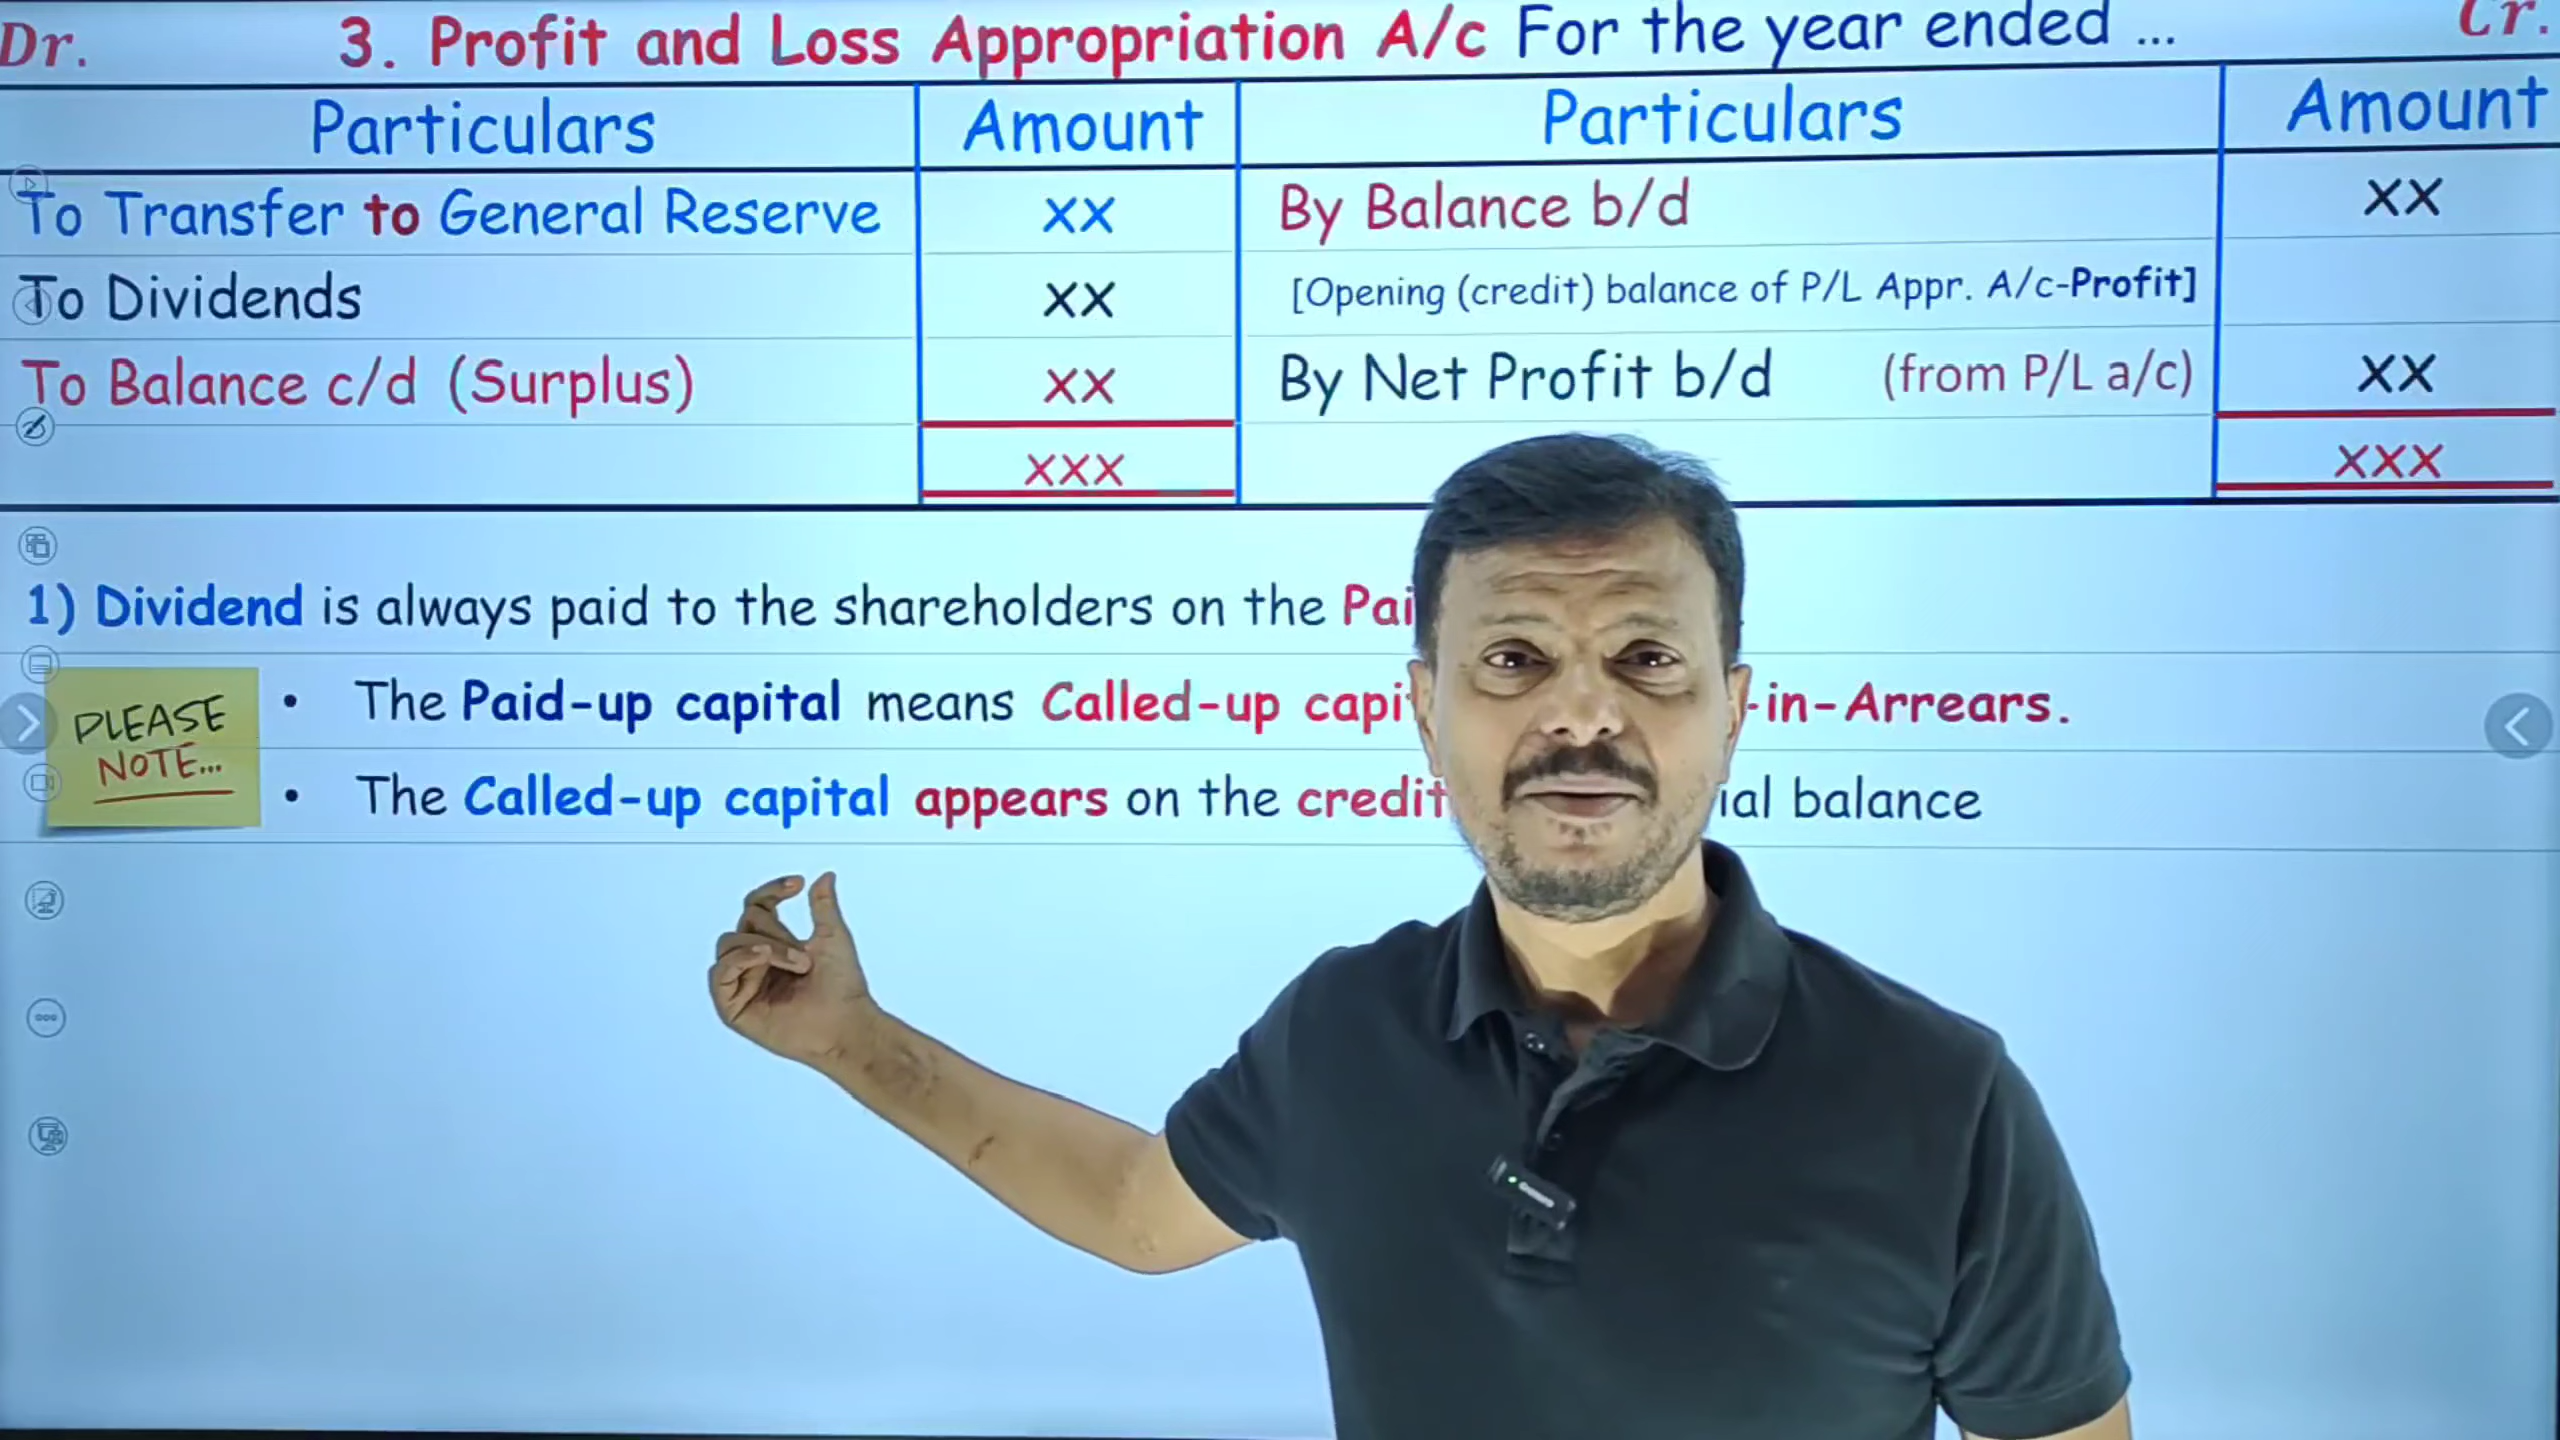 Dr. 3. Profit and Loss Appropriation A/c For the year ended ... Cr.
Particulars Amount Particulars Amount
To Transfer to General Reserve xx By Balance b/d xx
To Dividends xx [Opening (credit) balance of P/L Appr. A/c-Profit]
To Balance c/d (Surplus) xx By Net Profit b/d (from P/L a/c) xx
xxx xxx
1) Dividend is always paid to the shareholders on the
PLEASE
NOTE...
• The Paid-up capital means Called-up -in-Arrears.
• The Called-up capital appears on the credit balance